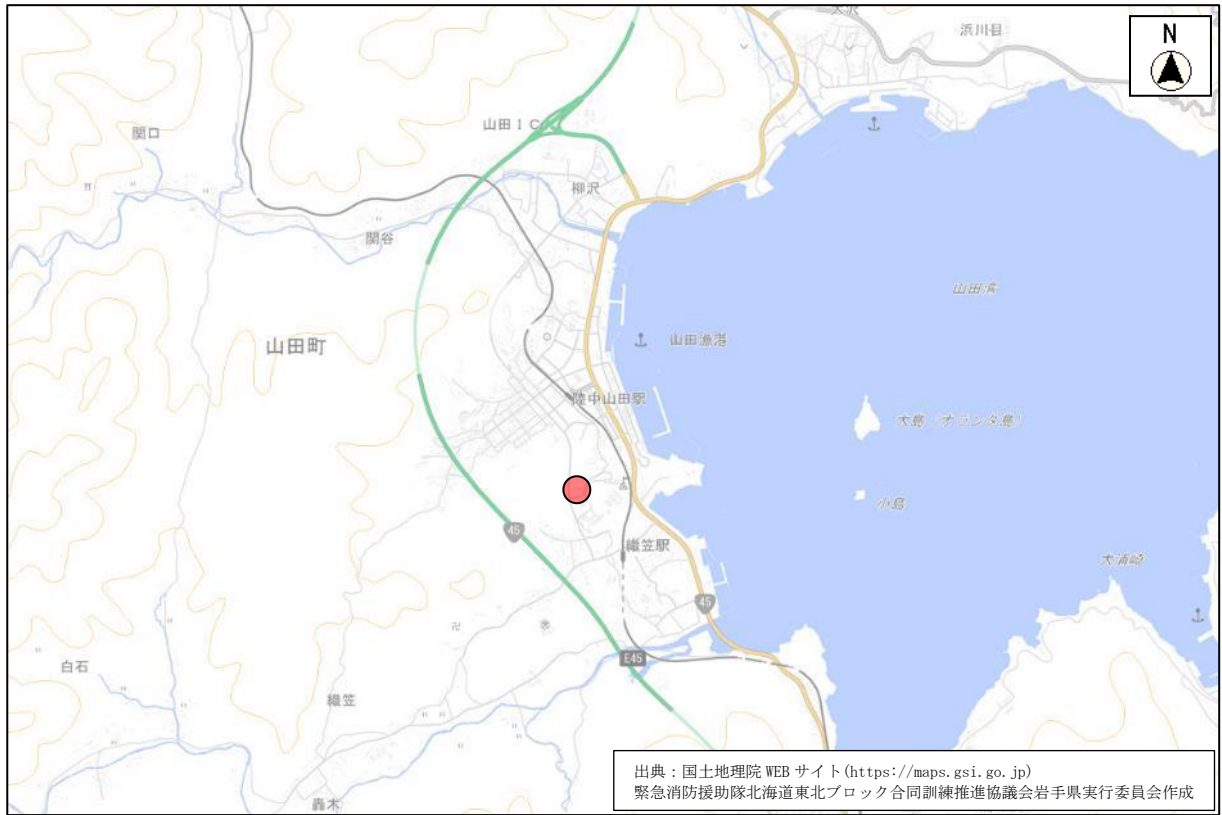 大沢
浜川目
N
山田IC
関口
柳沢
関谷
山田湾
山田町
山田漁港
陸中山田駅
大島（オランダ島）
小島
45
織笠駅
大浦崎
45
E45
白石
織笠
轟木
出典：国土地理院 WEB サイト(https://maps.gsi.go.jp)
緊急消防援助隊北海道東北ブロック合同訓練推進協議会岩手県実行委員会作成